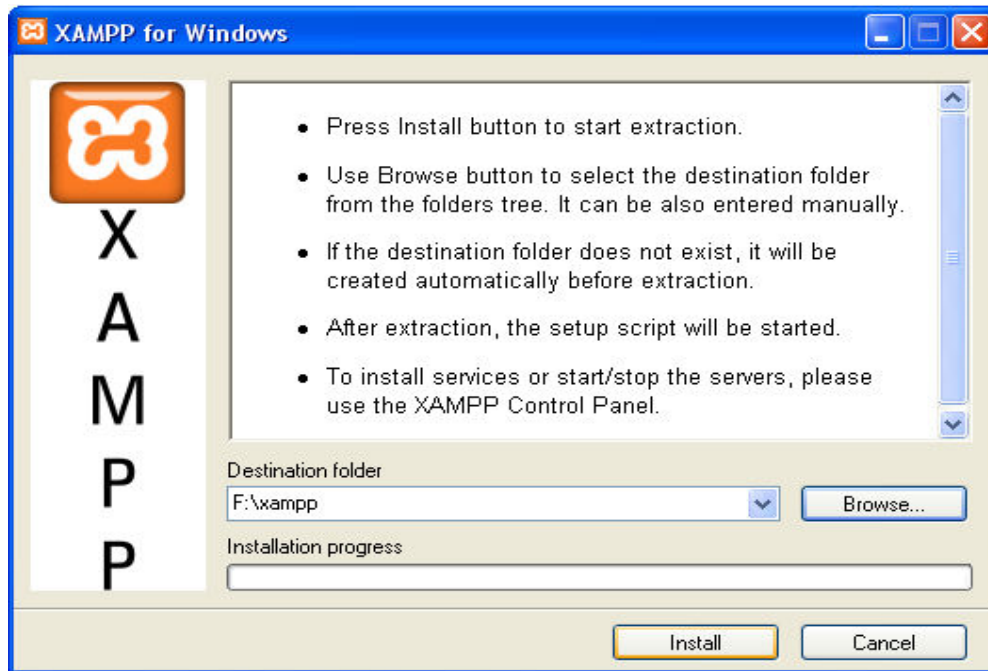 XAMPP for Windows
X
A
M
P
P
• Press Install button to start extraction.
• Use Browse button to select the destination folder
from the folders tree. It can be also entered manually.
• If the destination folder does not exist, it will be
created automatically before extraction.
• After extraction, the setup script will be started.
• To install services or start/stop the servers, please
use the XAMPP Control Panel.
Destination folder
F:\xampp
Browse...
Installation progress
Install
Cancel